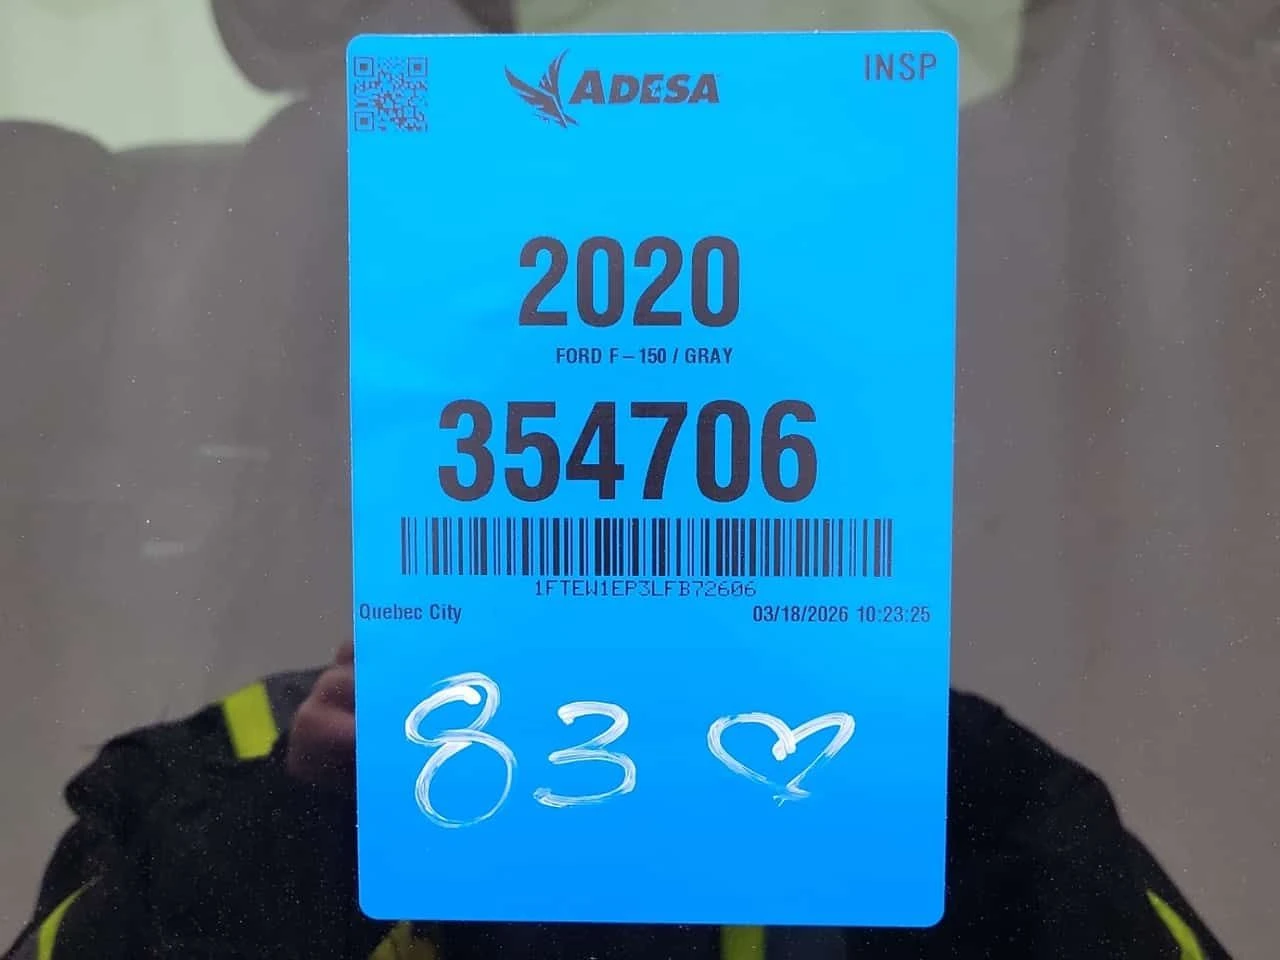 ADESA
INSP
2020
FORD F-150 / GRAY
354706
1FTEW1EP3LFB72606
Quebec City 03/18/2026 10:23:25
83 ♡